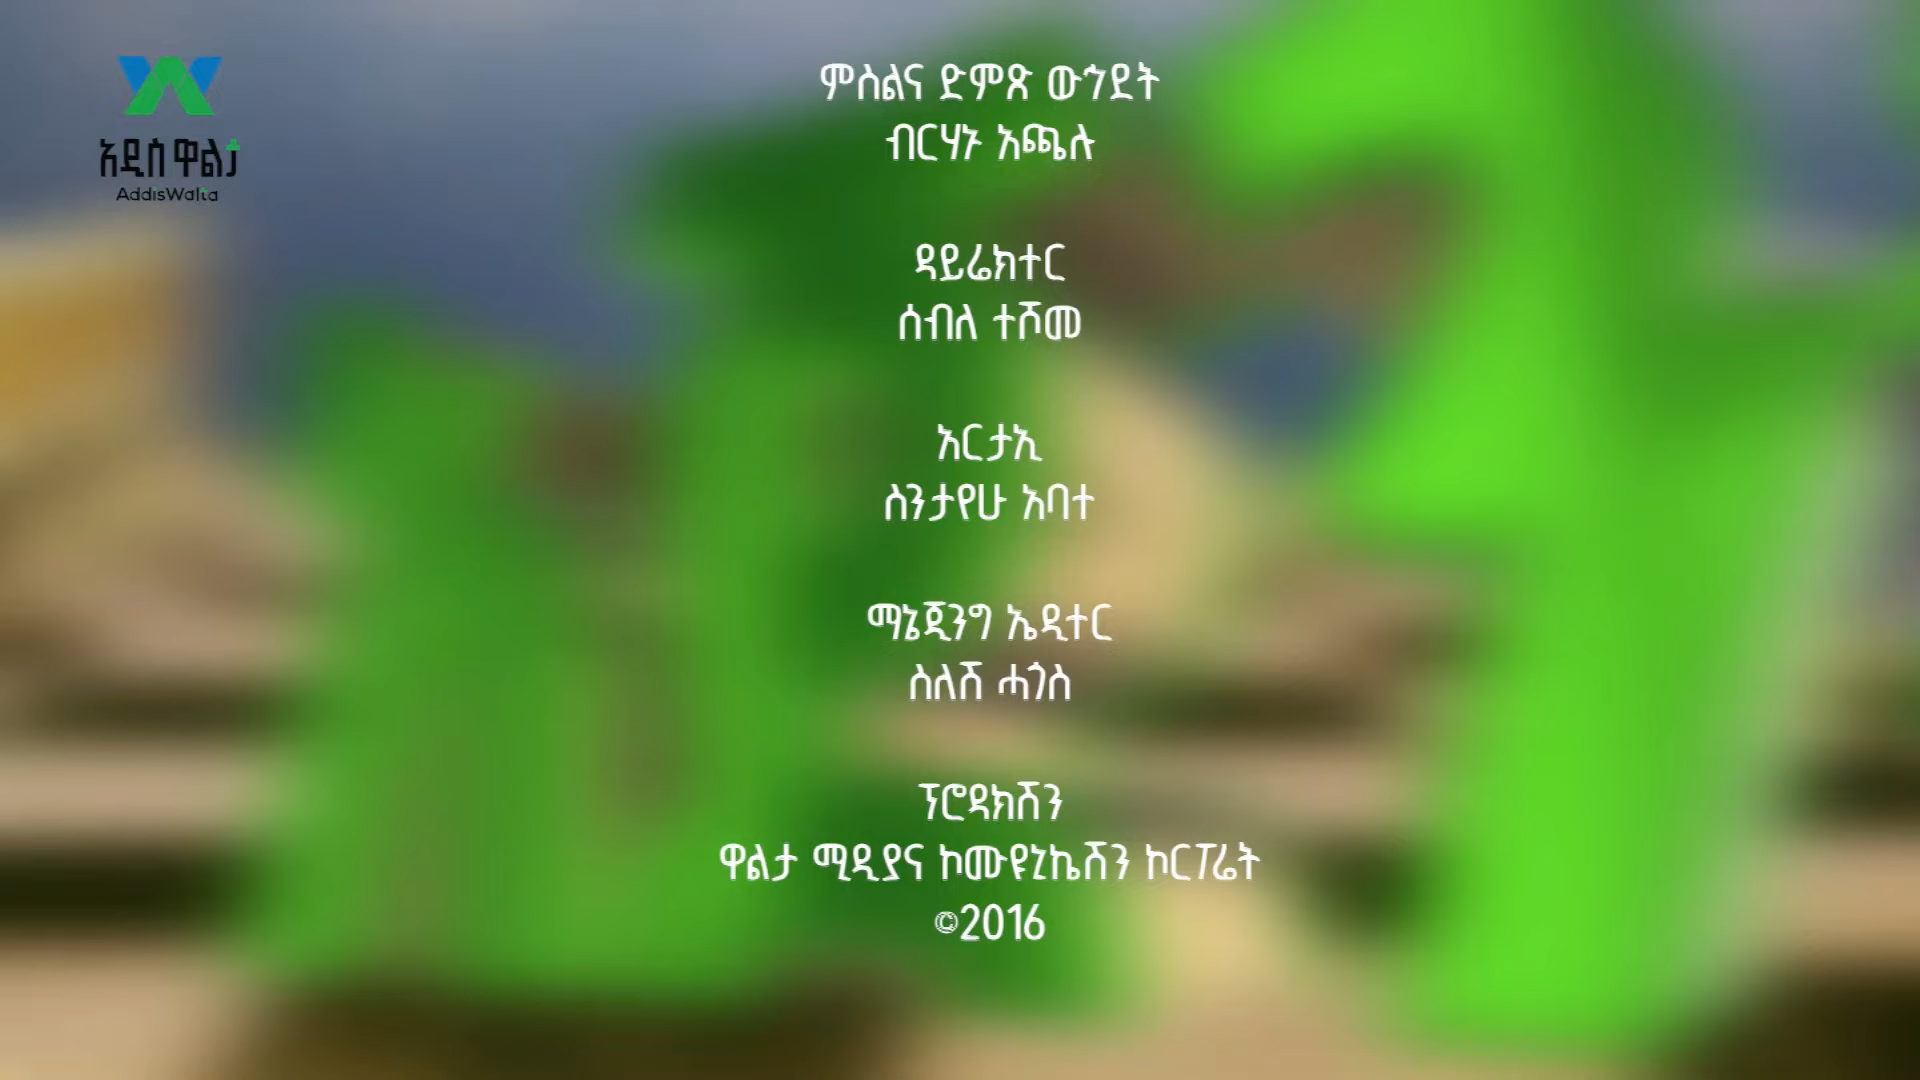 አዲስ ዋልታ
AddisWalta
ምስልና ድምጽ ውኅደት
ብርሃኑ አጫሉ
ዳይሬክተር
ሰብለ ተሾመ
አርታኢ
ስንታየሁ አባተ
ማኔጂንግ ኤዲተር
ስለሽ ሓጎስ
ፕሮዳክሽን
ዋልታ ሚዲያና ኮሙዩኒኬሽን ኮርፖሬት
©2016